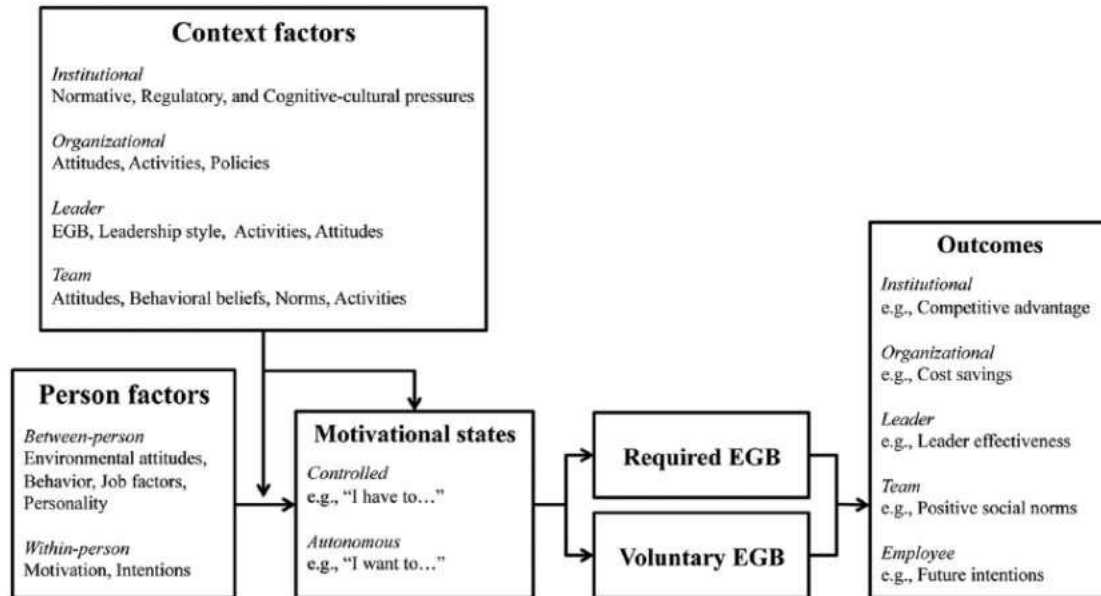 Context factors
Institutional
Normative, Regulatory, and Cognitive-cultural pressures
Organizational
Attitudes, Activities, Policies
Leader
EGB, Leadership style, Activities, Attitudes
Team
Attitudes, Behavioral beliefs, Norms, Activities
Person factors
Between-person
Environmental attitudes,
Behavior, Job factors,
Personality
Within-person
Motivation, Intentions
Motivational states
Controlled
e.g., “I have to…”
Autonomous
e.g., “I want to…”
Required EGB
Voluntary EGB
Outcomes
Institutional
e.g., Competitive advantage
Organizational
e.g., Cost savings
Leader
e.g., Leader effectiveness
Team
e.g., Positive social norms
Employee
e.g., Future intentions